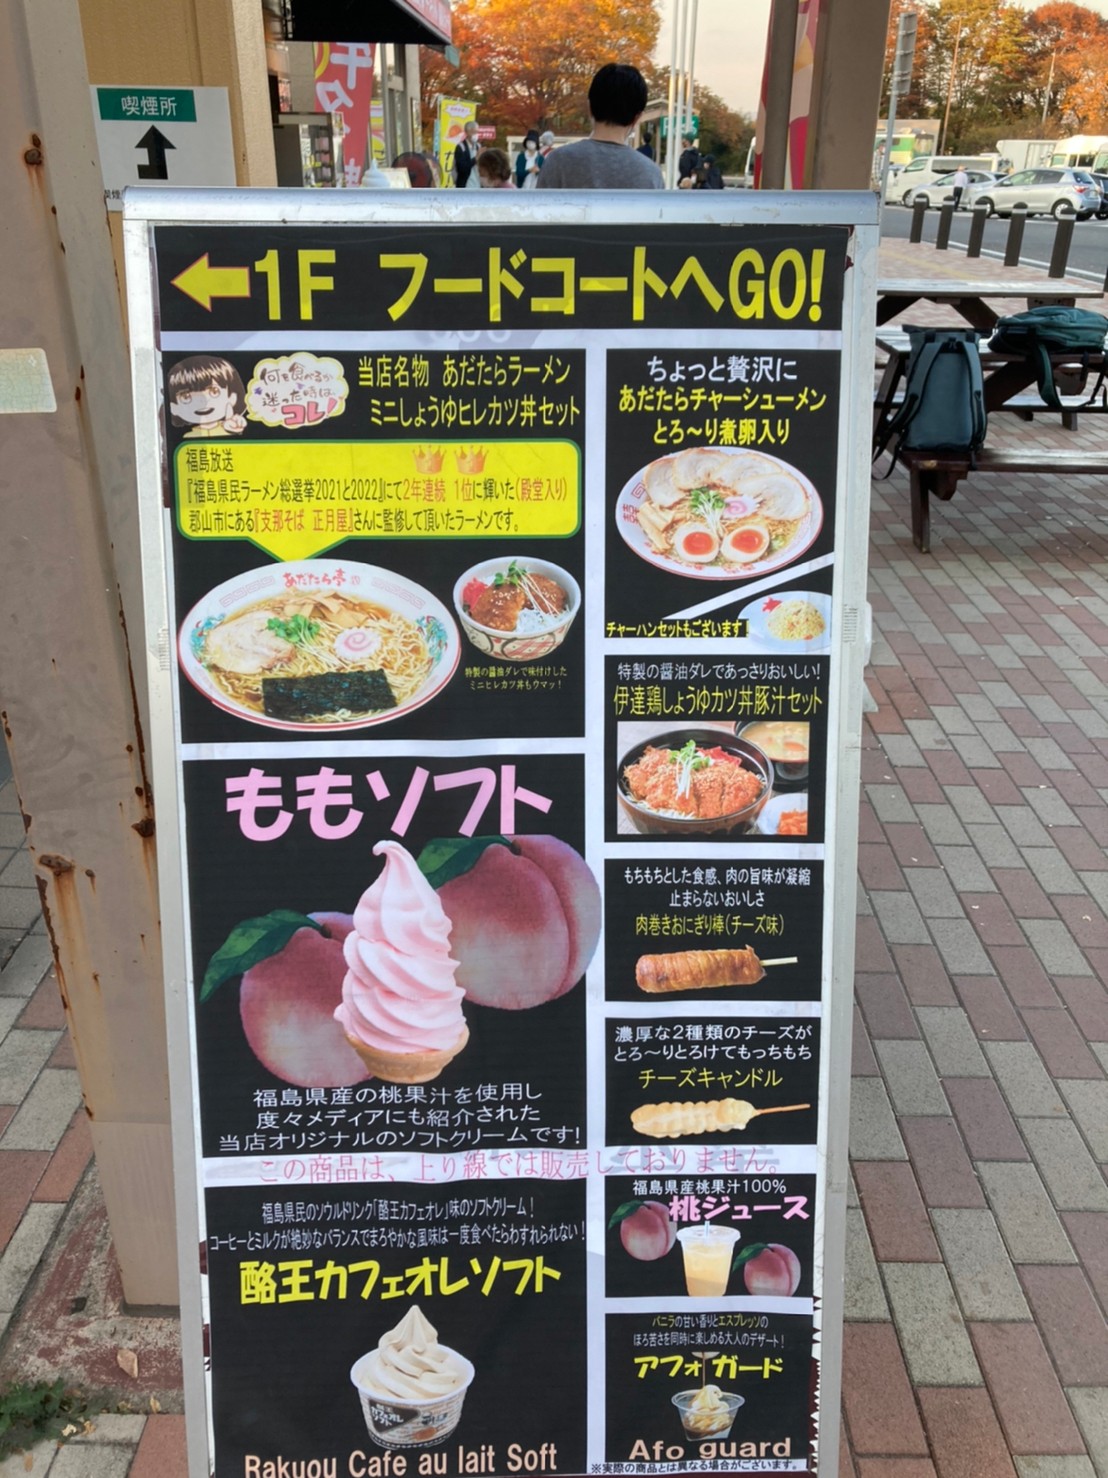 喫煙所
1F フードコートへGO!
何を食べるか
迷った時は
コレ!
当店名物 あだたらラーメン
ミニしょうゆヒレカツ丼セット
福島放送
『福島県民ラーメン総選挙2021と2022』にて2年連続 1位に輝いた(殿堂入り)
郡山市にある『支那そば 正月屋』さんに監修して頂いたラーメンです。
あだたら亭
特製の醤油ダレで味付けした
ミニヒレカツ丼もウマッ!
ちょっと贅沢に
あだたらチャーシューメン
とろ〜り煮卵入り
チャーハンセットもございます!
特製の醤油ダレであっさりおいしい!
伊達鶏しょうゆカツ丼豚汁セット
ももソフト
福島県産の桃果汁を使用し
度々メディアにも紹介された
当店オリジナルのソフトクリームです!
もちもちとした食感、肉の旨味が凝縮
止まらないおいしさ
肉巻きおにぎり棒(チーズ味)
濃厚な2種類のチーズが
とろ〜りとろけてもっちもち
チーズキャンドル
この商品は、上り線では販売しておりません。
福島県民のソウルドリンク「酪王カフェオレ」味のソフトクリーム!
コーヒーとミルクが絶妙なバランスでまろやかな風味は一度食べたらわすれられない!
酪王カフェオレソフト
酪王
カフェオレ
ソフト
Rakuou Cafe au lait Soft
福島県産桃果汁100%
桃ジュース
バニラの甘い香りとエスプレッソの
ほろ苦さを同時に楽しめる大人のデザート!
アフォガード
Afo guard
※実際の商品とは異なる場合がございます。